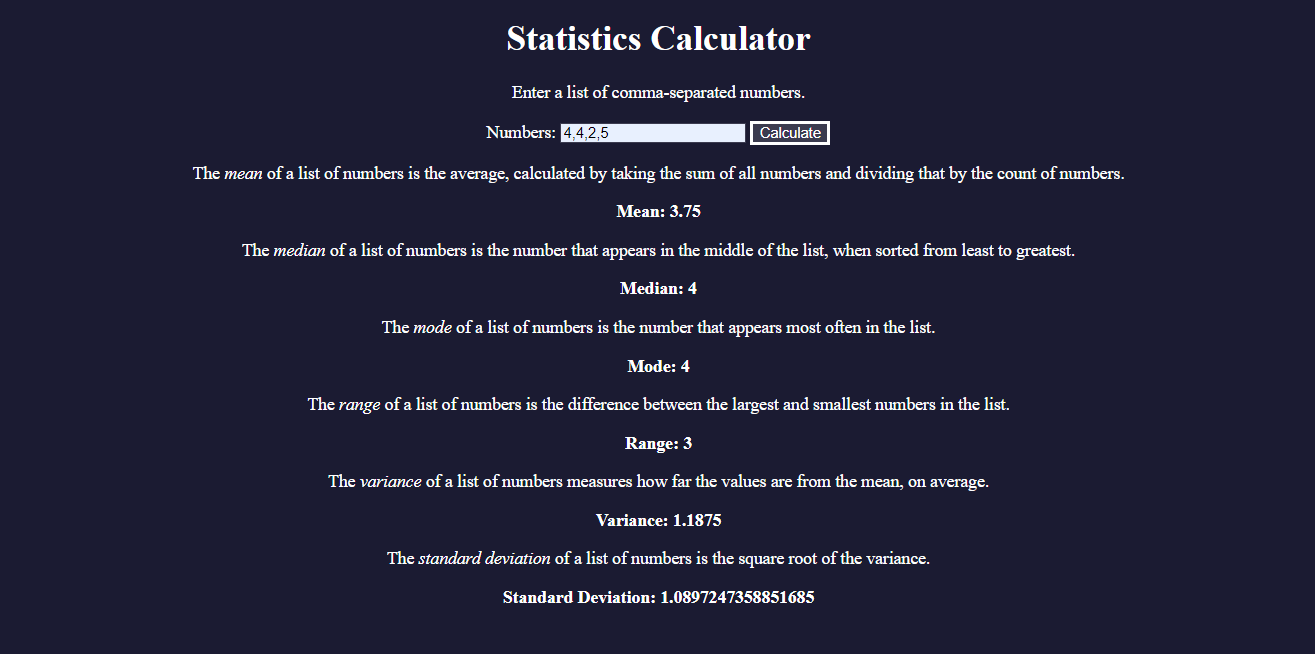 Statistics Calculator
Enter a list of comma-separated numbers.
Numbers: 4,4,2,5 Calculate
The mean of a list of numbers is the average, calculated by taking the sum of all numbers and dividing that by the count of numbers.
Mean: 3.75
The median of a list of numbers is the number that appears in the middle of the list, when sorted from least to greatest.
Median: 4
The mode of a list of numbers is the number that appears most often in the list.
Mode: 4
The range of a list of numbers is the difference between the largest and smallest numbers in the list.
Range: 3
The variance of a list of numbers measures how far the values are from the mean, on average.
Variance: 1.1875
The standard deviation of a list of numbers is the square root of the variance.
Standard Deviation: 1.0897247358851685